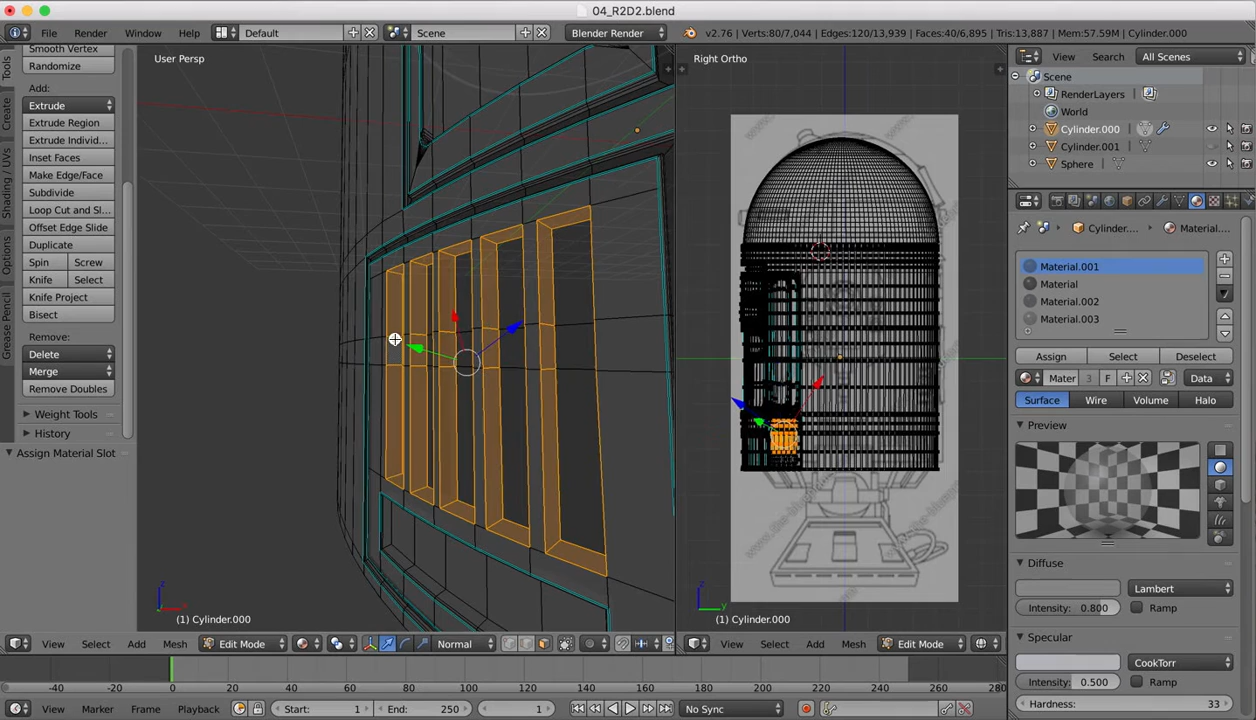 04_R2D2.blend
File Render Window Help Default Scene Blender Render v2.76 | Verts:80/7,044 | Edges:120/13,939 | Faces:40/6,895 | Tris:13,887 | Mem:57.59M | Cylinder.000
Smooth Vertex
Randomize
Add:
Extrude
Extrude Region
Extrude Individ...
Inset Faces
Make Edge/Face
Subdivide
Loop Cut and Sl...
Offset Edge Slide
Duplicate
Spin Screw
Knife Select
Knife Project
Bisect
Remove:
Delete
Merge
Remove Doubles
Weight Tools
History
Assign Material Slot
Tools
Create
Shading / UVs
Options
Grease Pencil
User Persp
(1) Cylinder.000
Right Ortho
(1) Cylinder.000
View Select Add Mesh Edit Mode Normal
View Select Add Mesh Edit Mode
-40 -20 0 20 40 60 80 100 120 140 160 180 200 220 240 260 280
View Marker Frame Playback Start: 1 End: 250 1 No Sync
View Search All Scenes
Scene
RenderLayers
World
Cylinder.000
Cylinder.001
Sphere
Cylinder.... Material....
Material.001
Material
Material.002
Material.003
Assign Select Deselect
Mater 3 F Data
Surface Wire Volume Halo
Preview
Diffuse
Lambert
Intensity: 0.800 Ramp
Specular
CookTorr
Intensity: 0.500 Ramp
Hardness: 33